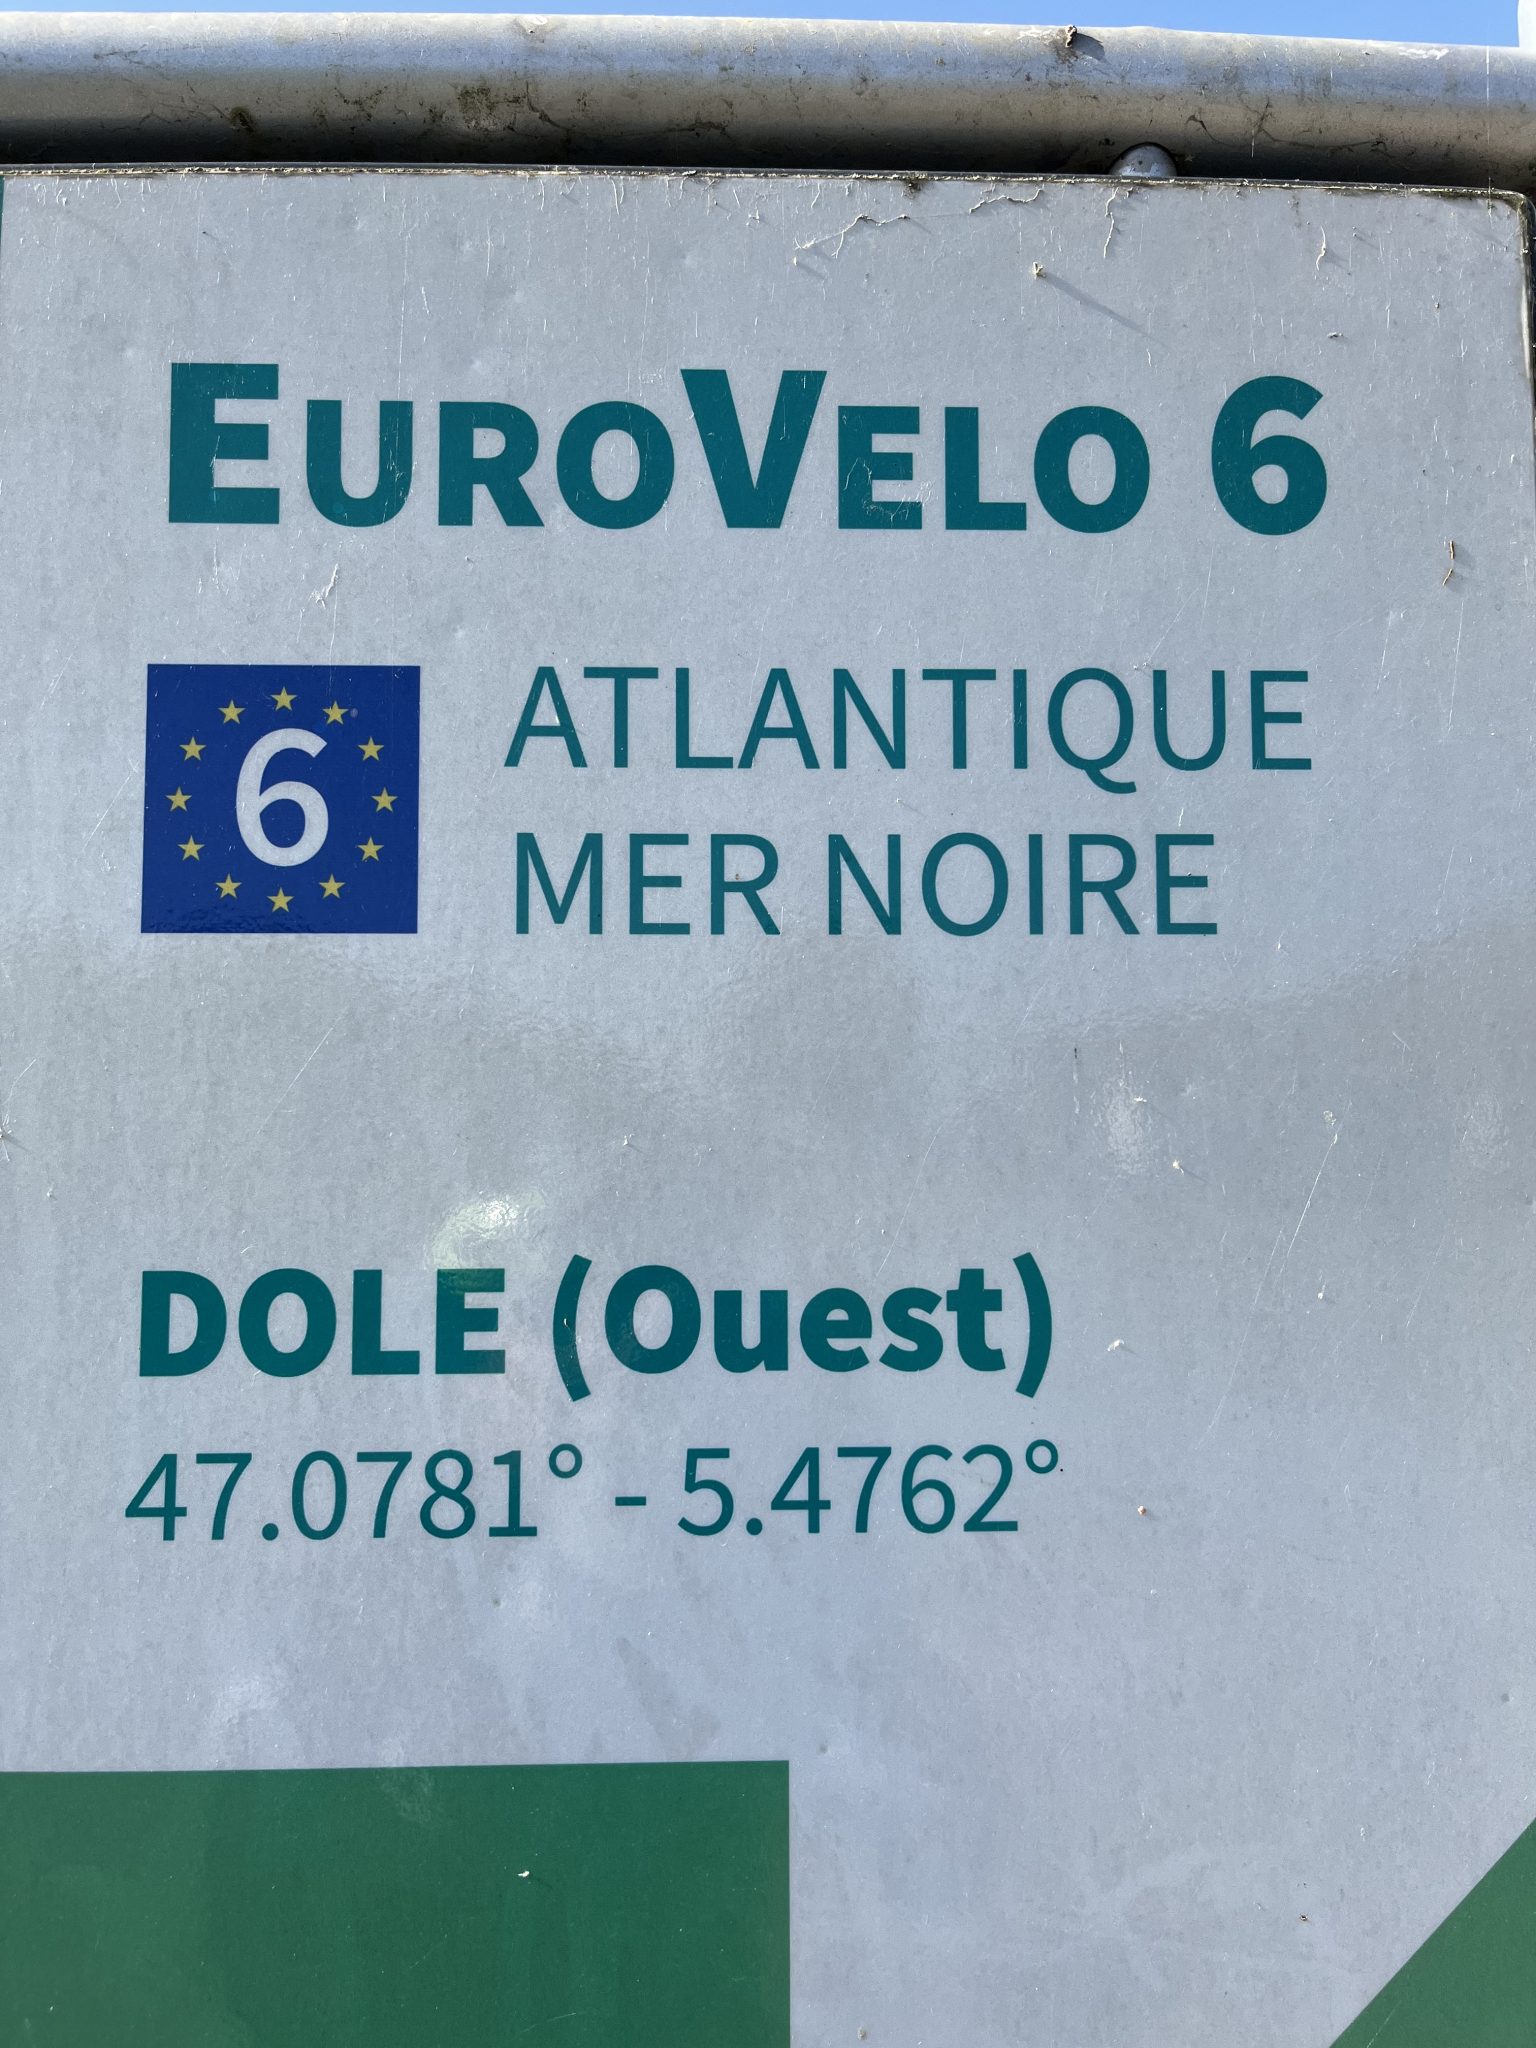 EUROVELO 6
6
ATLANTIQUE
MER NOIRE
DOLE (Ouest)
47.0781° - 5.4762°